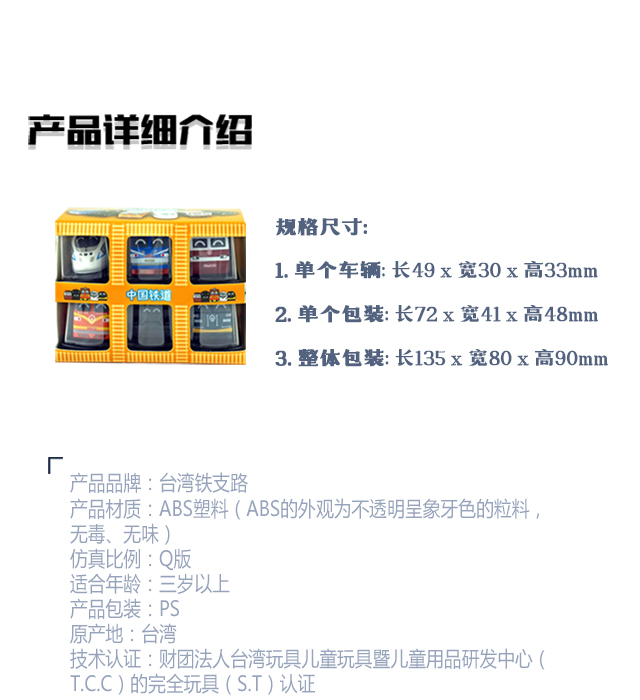 产品详细介绍
中国铁道
规格尺寸:
1. 单个车辆: 长49 x 宽30 x 高33mm
2. 单个包装: 长72 x 宽41 x 高48mm
3. 整体包装: 长135 x 宽80 x 高90mm
产品品牌：台湾铁支路
产品材质：ABS塑料（ABS的外观为不透明呈象牙色的粒料，
无毒、无味）
仿真比例：Q版
适合年龄：三岁以上
产品包装：PS
原产地：台湾
技术认证：财团法人台湾玩具儿童玩具暨儿童用品研发中心（
T.C.C）的完全玩具（S.T）认证